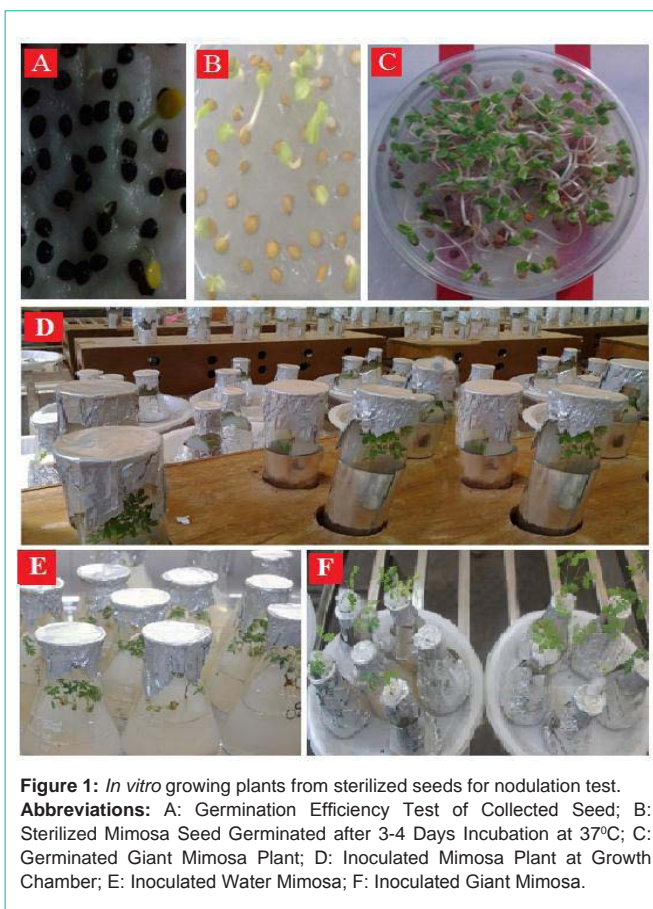 A
B
C
D
E
F
Figure 1: In vitro growing plants from sterilized seeds for nodulation test.
Abbreviations: A: Germination Efficiency Test of Collected Seed; B:
Sterilized Mimosa Seed Germinated after 3-4 Days Incubation at 37⁰C; C:
Germinated Giant Mimosa Plant; D: Inoculated Mimosa Plant at Growth
Chamber; E: Inoculated Water Mimosa; F: Inoculated Giant Mimosa.